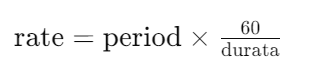 rate = period × 60/durata